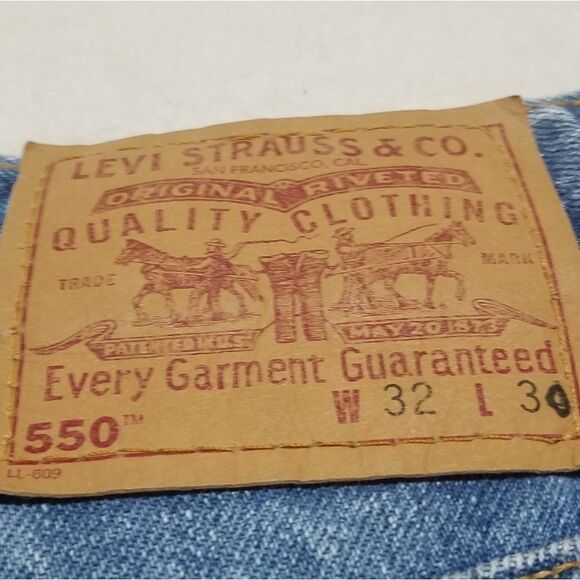 LEVI STRAUSS & CO.
SAN FRANCISCO, CAL.
ORIGINAL RIVETED
QUALITY CLOTHING
TRADE MARK
PATENTED IN U.S. MAY 20 1873
Every Garment Guaranteed
550™ W 32 L 30
LL-609